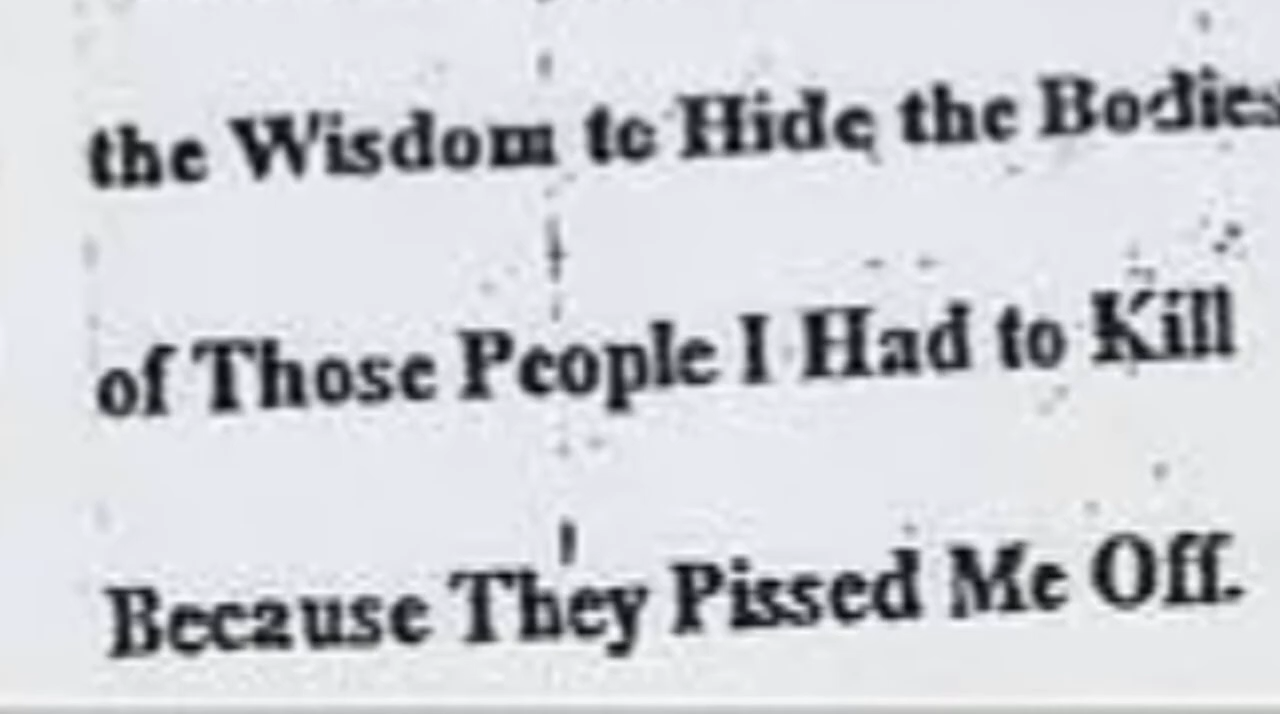 the Wisdom to Hide the Bodies
of Those People I Had to Kill
Because They Pissed Me Off.